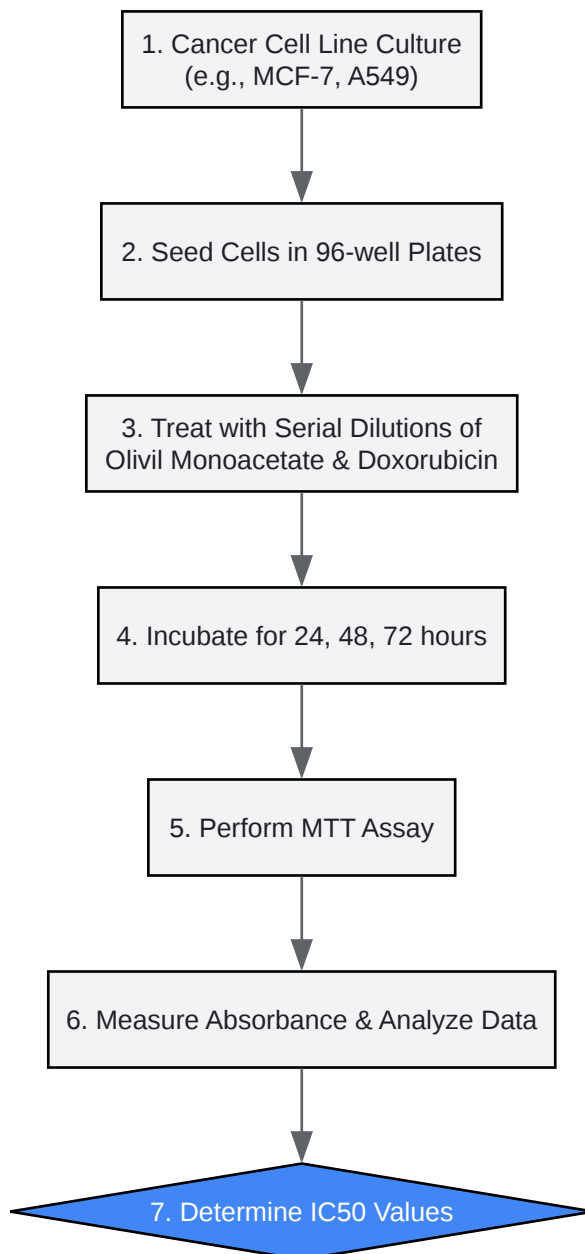 1. Cancer Cell Line Culture
(e.g., MCF-7, A549)
2. Seed Cells in 96-well Plates
3. Treat with Serial Dilutions of
Olivil Monoacetate & Doxorubicin
4. Incubate for 24, 48, 72 hours
5. Perform MTT Assay
6. Measure Absorbance & Analyze Data
7. Determine IC50 Values